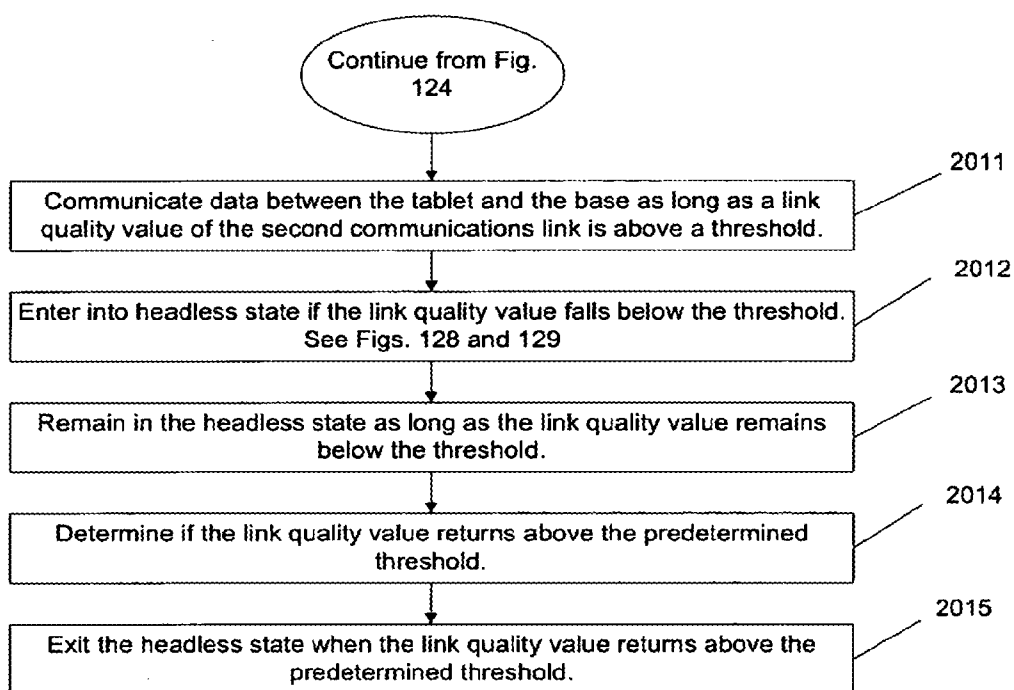 Continue from Fig.
124
2011
Communicate data between the tablet and the base as long as a link
quality value of the second communications link is above a threshold.
2012
Enter into headless state if the link quality value falls below the threshold.
See Figs. 128 and 129
2013
Remain in the headless state as long as the link quality value remains
below the threshold.
2014
Determine if the link quality value returns above the predetermined
threshold.
2015
Exit the headless state when the link quality value returns above the
predetermined threshold.